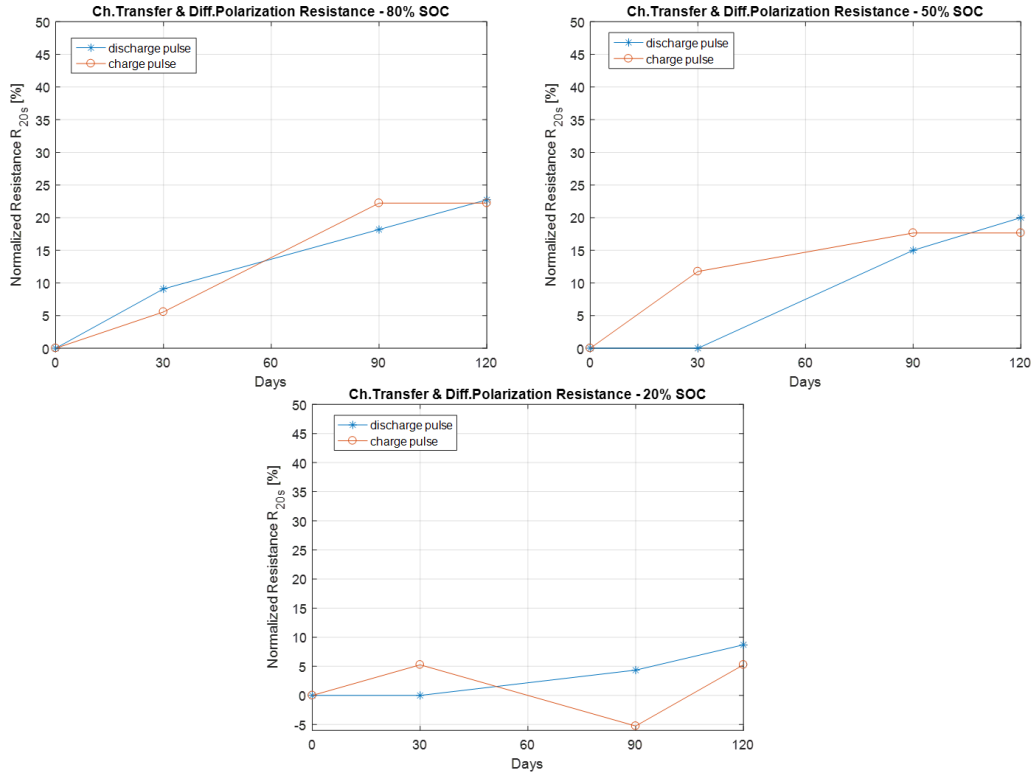 Ch.Transfer & Diff.Polarization Resistance - 80% SOC
discharge pulse
charge pulse
Normalized Resistance R20s [%]
50
45
40
35
30
25
20
15
10
5
0
0 30 60 90 120
Days
Ch.Transfer & Diff.Polarization Resistance - 50% SOC
discharge pulse
charge pulse
Normalized Resistance R20s [%]
50
45
40
35
30
25
20
15
10
5
0
0 30 60 90 120
Days
Ch.Transfer & Diff.Polarization Resistance - 20% SOC
discharge pulse
charge pulse
Normalized Resistance R20s [%]
50
45
40
35
30
25
20
15
10
5
0
-5
0 30 60 90 120
Days